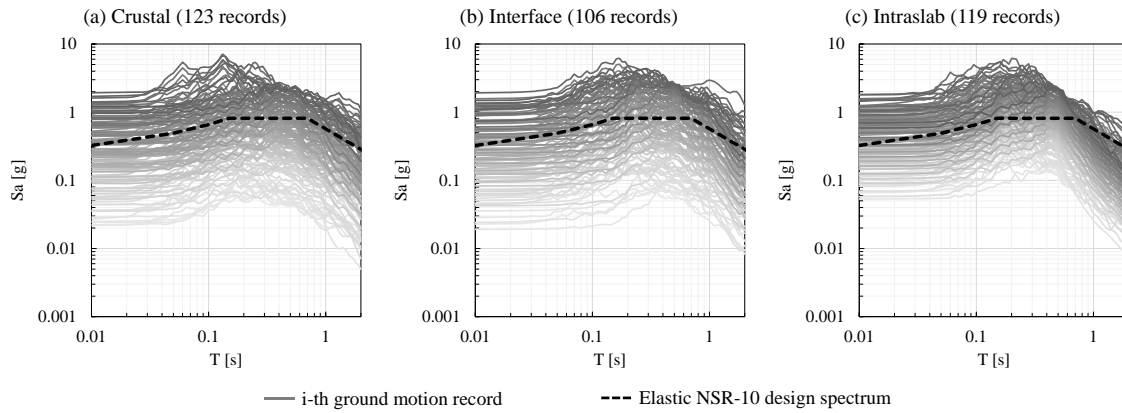 (a) Crustal (123 records)
(b) Interface (106 records)
(c) Intraslab (119 records)
10
1
0.1
0.01
0.001
Sa [g]
0.01
0.1
1
T [s]
10
1
0.1
0.01
0.001
Sa [g]
0.01
0.1
1
T [s]
10
1
0.1
0.01
0.001
Sa [g]
0.01
0.1
1
T [s]
i-th ground motion record
Elastic NSR-10 design spectrum